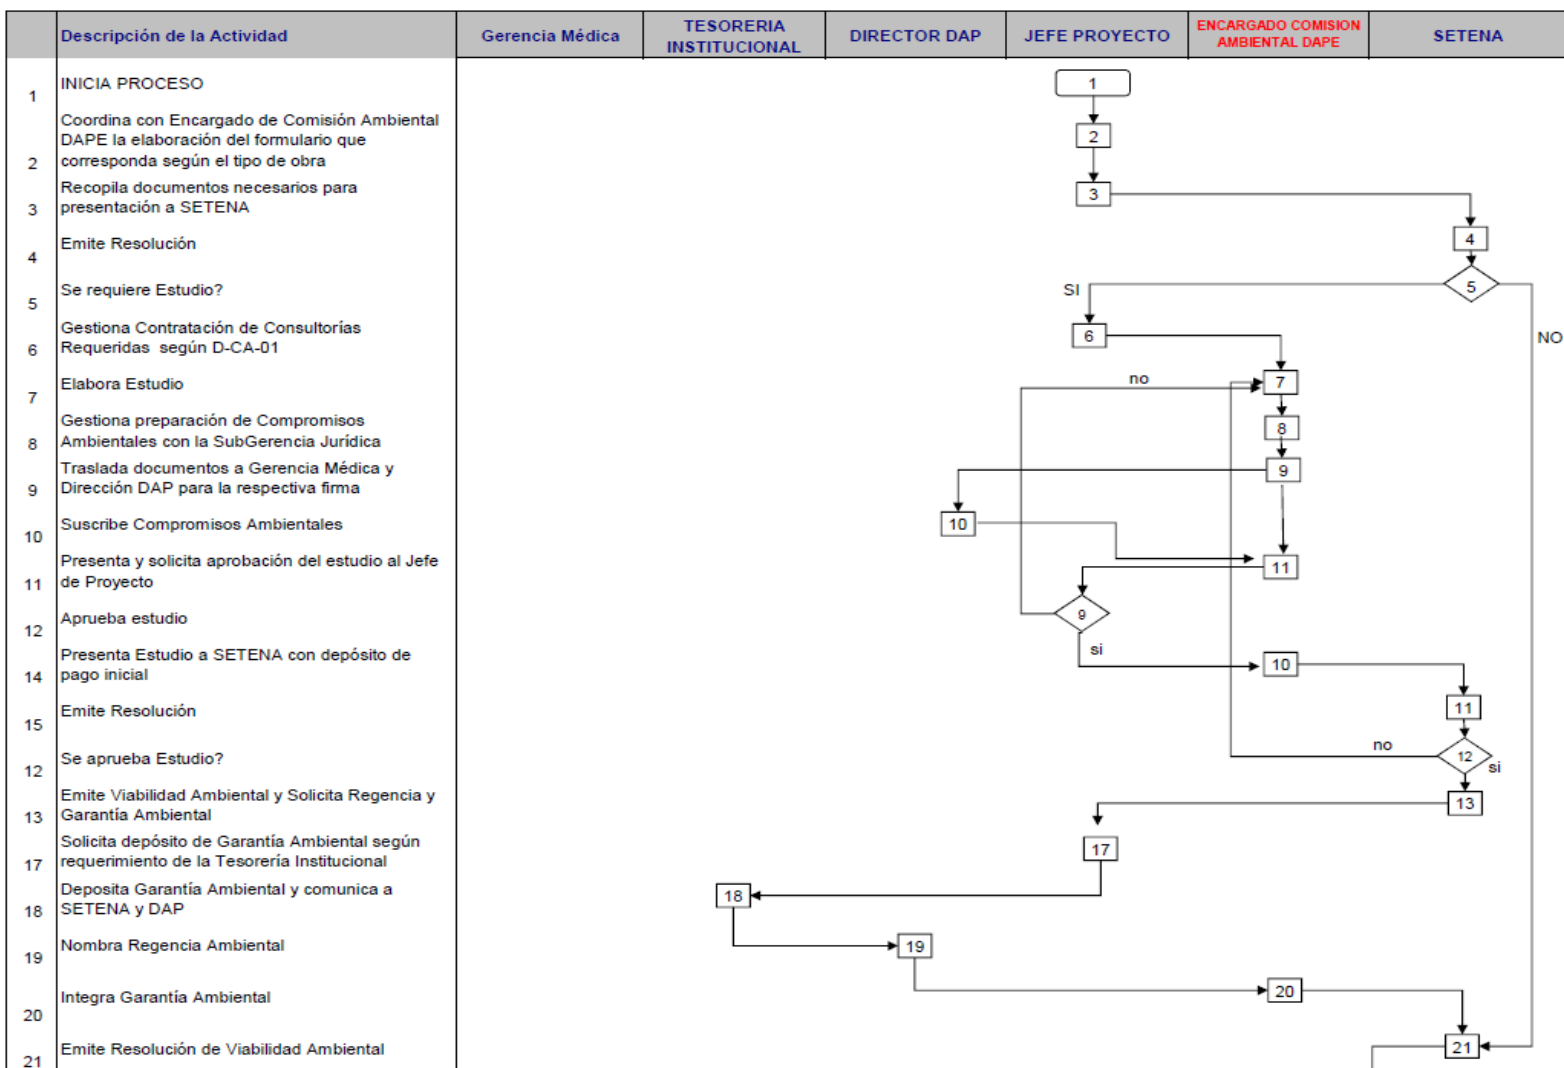 Descripción de la Actividad
Gerencia Médica
TESORERIA
INSTITUCIONAL
DIRECTOR DAP
JEFE PROYECTO
ENCARGADO COMISION
AMBIENTAL DAPE
SETENA
1
INICIA PROCESO
1
Coordina con Encargado de Comisión Ambiental
DAPE la elaboración del formulario que
corresponda según el tipo de obra
2
2
Recopila documentos necesarios para
presentación a SETENA
3
3
Emite Resolución
4
4
Se requiere Estudio?
5
SI
5
NO
Gestiona Contratación de Consultorías
Requeridas según D-CA-01
6
6
Elabora Estudio
7
no
7
Gestiona preparación de Compromisos
Ambientales con la SubGerencia Jurídica
8
8
Traslada documentos a Gerencia Médica y
Dirección DAP para la respectiva firma
9
9
Suscribe Compromisos Ambientales
10
10
Presenta y solicita aprobación del estudio al Jefe
de Proyecto
11
11
Aprueba estudio
12
9
si
Presenta Estudio a SETENA con depósito de
pago inicial
14
10
Emite Resolución
15
11
Se aprueba Estudio?
12
no
12
si
Emite Viabilidad Ambiental y Solicita Regencia y
Garantía Ambiental
13
13
Solicita depósito de Garantía Ambiental según
requerimiento de la Tesorería Institucional
17
17
Deposita Garantía Ambiental y comunica a
SETENA y DAP
18
18
Nombra Regencia Ambiental
19
19
Integra Garantía Ambiental
20
20
Emite Resolución de Viabilidad Ambiental
21
21